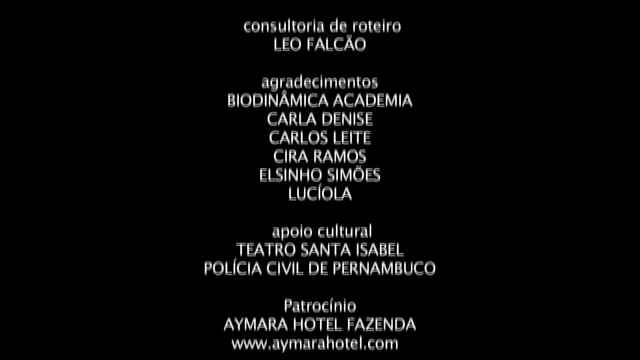 consultoria de roteiro
LEO FALCÃO
agradecimentos
BIODINÂMICA ACADEMIA
CARLA DENISE
CARLOS LEITE
CIRA RAMOS
ELSINHO SIMÕES
LUCÍOLA
apoio cultural
TEATRO SANTA ISABEL
POLÍCIA CIVIL DE PERNAMBUCO
Patrocínio
AYMARA HOTEL FAZENDA
www.aymarahotel.com